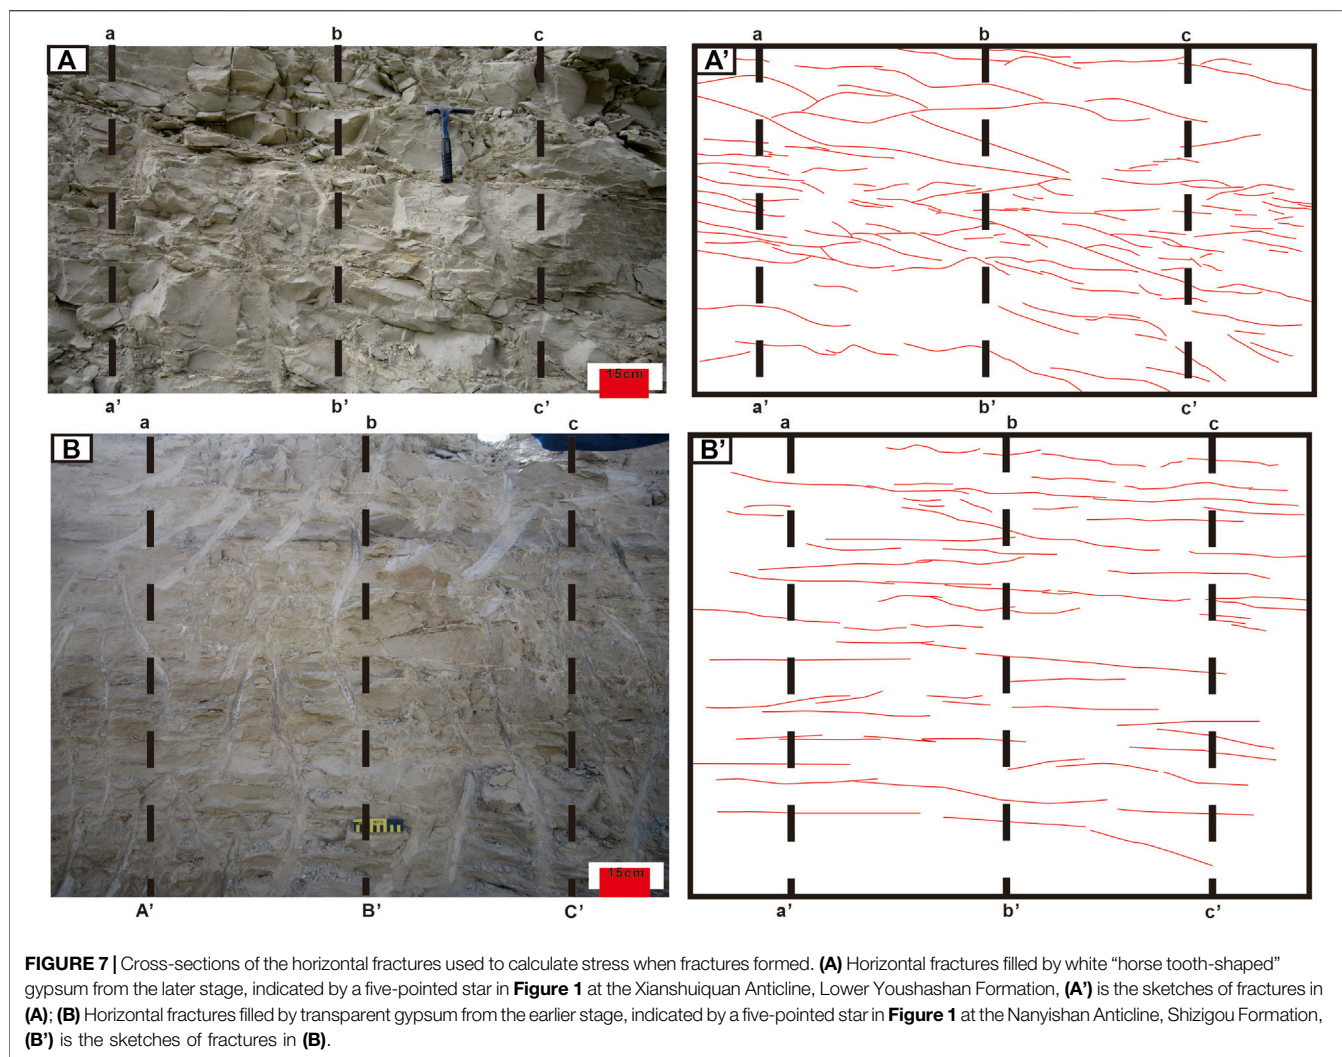 a b c a b c
A A'
15cm
a' b' c' a' b' c'
a b c a b c
B B'
15cm
A' B' C' a' b' c'
FIGURE 7 | Cross-sections of the horizontal fractures used to calculate stress when fractures formed. (A) Horizontal fractures filled by white “horse tooth-shaped”
gypsum from the later stage, indicated by a five-pointed star in Figure 1 at the Xianshuiquan Anticline, Lower Youshashan Formation, (A’) is the sketches of fractures in
(A); (B) Horizontal fractures filled by transparent gypsum from the earlier stage, indicated by a five-pointed star in Figure 1 at the Nanyishan Anticline, Shizigou Formation,
(B’) is the sketches of fractures in (B).